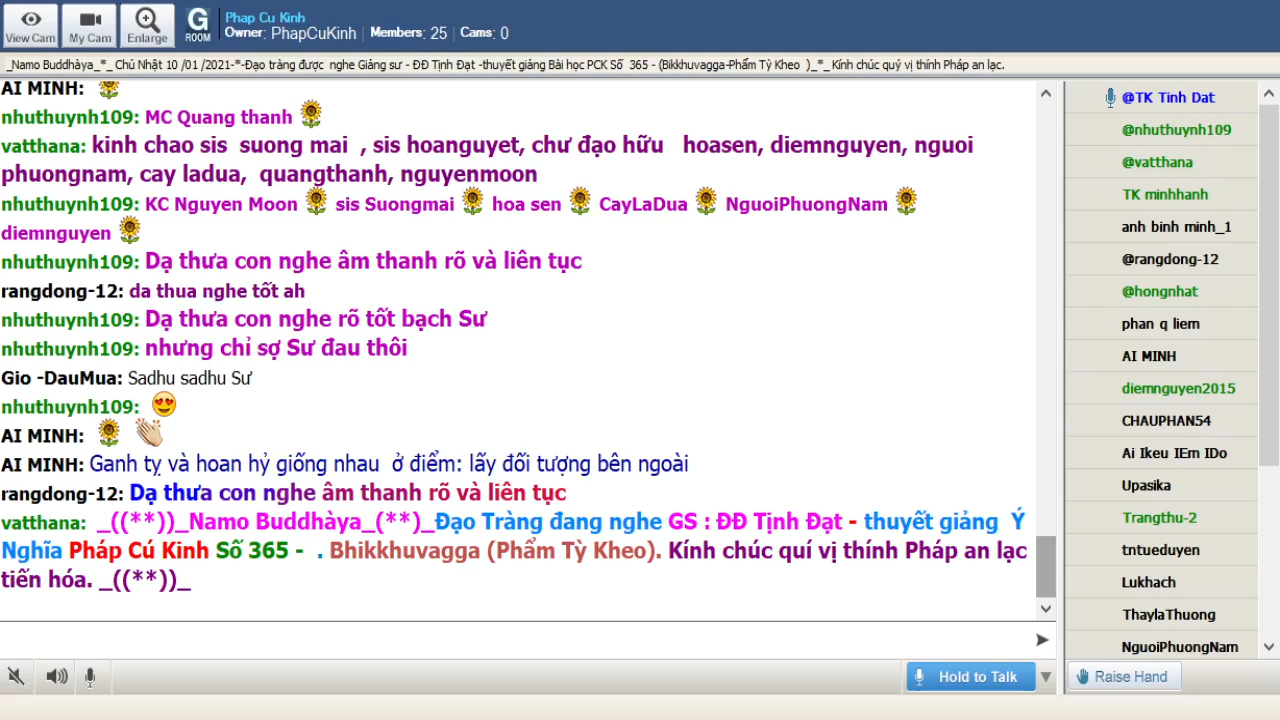 View Cam
My Cam
Enlarge
G
ROOM
Phap Cu Kinh
Owner: PhapCuKinh Members: 25 Cams: 0
_Namo Buddhàya_*_ Chủ Nhật 10 /01 /2021-*-Đạo tràng được nghe Giảng sư - ĐĐ Tịnh Đạt -thuyết giảng Bài học PCK Số 365 - (Bikkhuvagga-Phẩm Tỳ Kheo )_*_ Kính chúc quý vị thính Pháp an lạc.
AI MINH:
nhuthuynh109: MC Quang thanh
vatthana: kinh chao sis suong mai , sis hoanguyet, chư đạo hữu hoasen, diemnguyen, nguoi
phuongnam, cay ladua, quangthanh, nguyenmoon
nhuthuynh109: KC Nguyen Moon sis Suongmai hoa sen CayLaDua NguoiPhuongNam
diemnguyen
nhuthuynh109: Dạ thưa con nghe âm thanh rõ và liên tục
rangdong-12: da thua nghe tốt ah
nhuthuynh109: Dạ thưa con nghe rõ tốt bạch Sư
nhuthuynh109: nhưng chỉ sợ Sư đau thôi
Gio -DauMua: Sadhu sadhu Sư
nhuthuynh109:
AI MINH:
AI MINH: Ganh tỵ và hoan hỷ giống nhau ở điểm: lấy đối tượng bên ngoài
rangdong-12: Dạ thưa con nghe âm thanh rõ và liên tục
vatthana: _((**))_Namo Buddhàya_(**)_Đạo Tràng đang nghe GS : ĐĐ Tịnh Đạt - thuyết giảng Ý
Nghĩa Pháp Cú Kinh Số 365 - . Bhikkhuvagga (Phẩm Tỳ Kheo). Kính chúc quí vị thính Pháp an lạc
tiến hóa. _((**))_
Hold to Talk
@TK Tinh Dat
@nhuthuynh109
@vatthana
TK minhhanh
anh binh minh_1
@rangdong-12
@hongnhat
phan q liem
AI MINH
diemnguyen2015
CHAUPHAN54
Ai Ikeu IEm IDo
Upasika
Trangthu-2
tntueduyen
Lukhach
ThaylaThuong
NguoiPhuongNam
Raise Hand